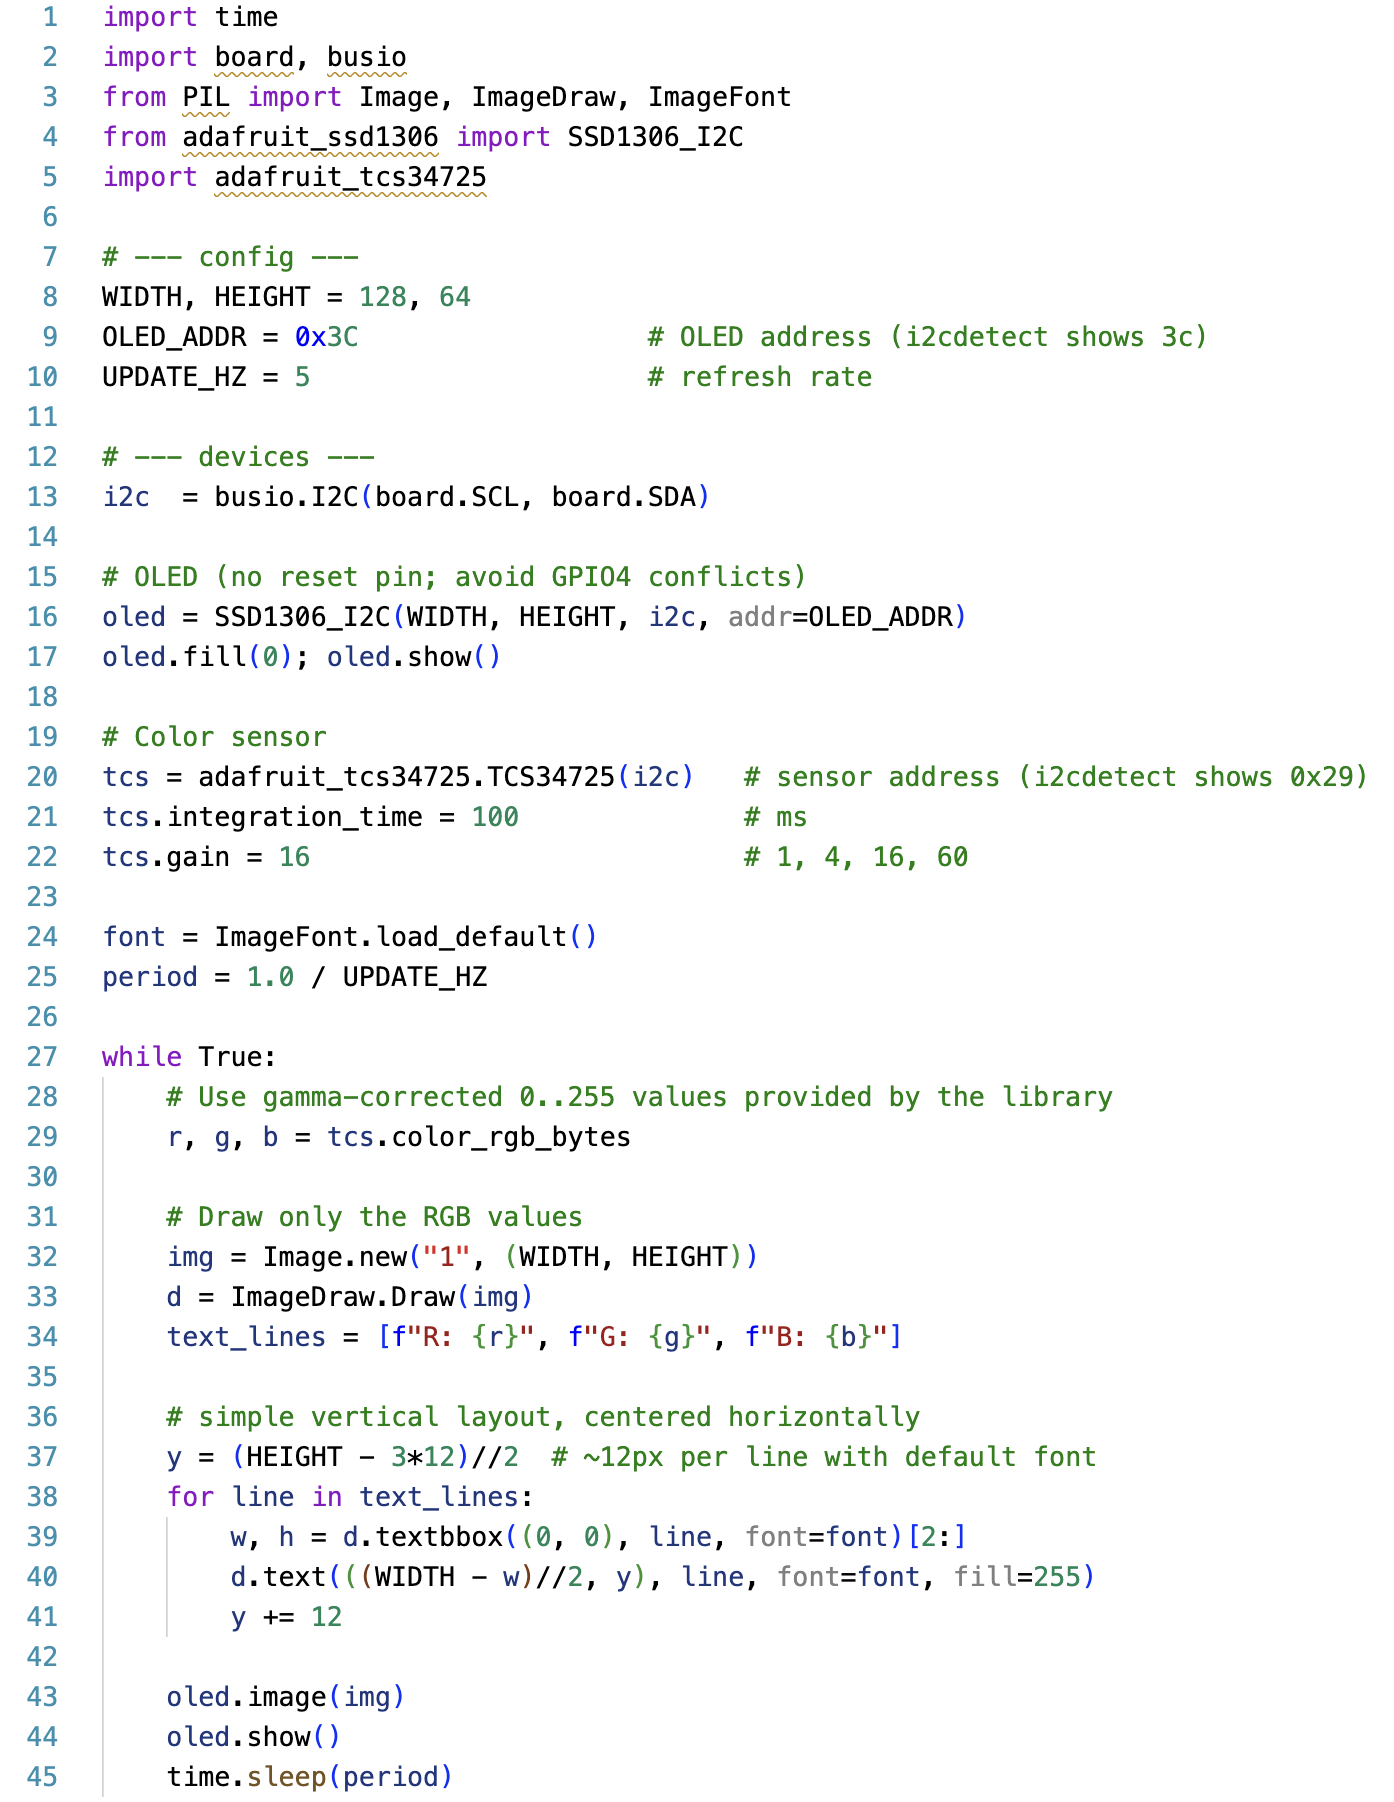 1 import time
2 import board, busio
3 from PIL import Image, ImageDraw, ImageFont
4 from adafruit_ssd1306 import SSD1306_I2C
5 import adafruit_tcs34725
6
7 # --- config ---
8 WIDTH, HEIGHT = 128, 64
9 OLED_ADDR = 0x3C                  # OLED address (i2cdetect shows 3c)
10 UPDATE_HZ = 5                     # refresh rate
11
12 # --- devices ---
13 i2c  = busio.I2C(board.SCL, board.SDA)
14
15 # OLED (no reset pin; avoid GPIO4 conflicts)
16 oled = SSD1306_I2C(WIDTH, HEIGHT, i2c, addr=OLED_ADDR)
17 oled.fill(0); oled.show()
18
19 # Color sensor
20 tcs = adafruit_tcs34725.TCS34725(i2c)   # sensor address (i2cdetect shows 0x29)
21 tcs.integration_time = 100              # ms
22 tcs.gain = 16                           # 1, 4, 16, 60
23
24 font = ImageFont.load_default()
25 period = 1.0 / UPDATE_HZ
26
27 while True:
28     # Use gamma-corrected 0..255 values provided by the library
29     r, g, b = tcs.color_rgb_bytes
30
31     # Draw only the RGB values
32     img = Image.new("1", (WIDTH, HEIGHT))
33     d = ImageDraw.Draw(img)
34     text_lines = [f"R: {r}", f"G: {g}", f"B: {b}"]
35
36     # simple vertical layout, centered horizontally
37     y = (HEIGHT - 3*12)//2  # ~12px per line with default font
38     for line in text_lines:
39         w, h = d.textbbox((0, 0), line, font=font)[2:]
40         d.text(((WIDTH - w)//2, y), line, font=font, fill=255)
41         y += 12
42
43     oled.image(img)
44     oled.show()
45     time.sleep(period)